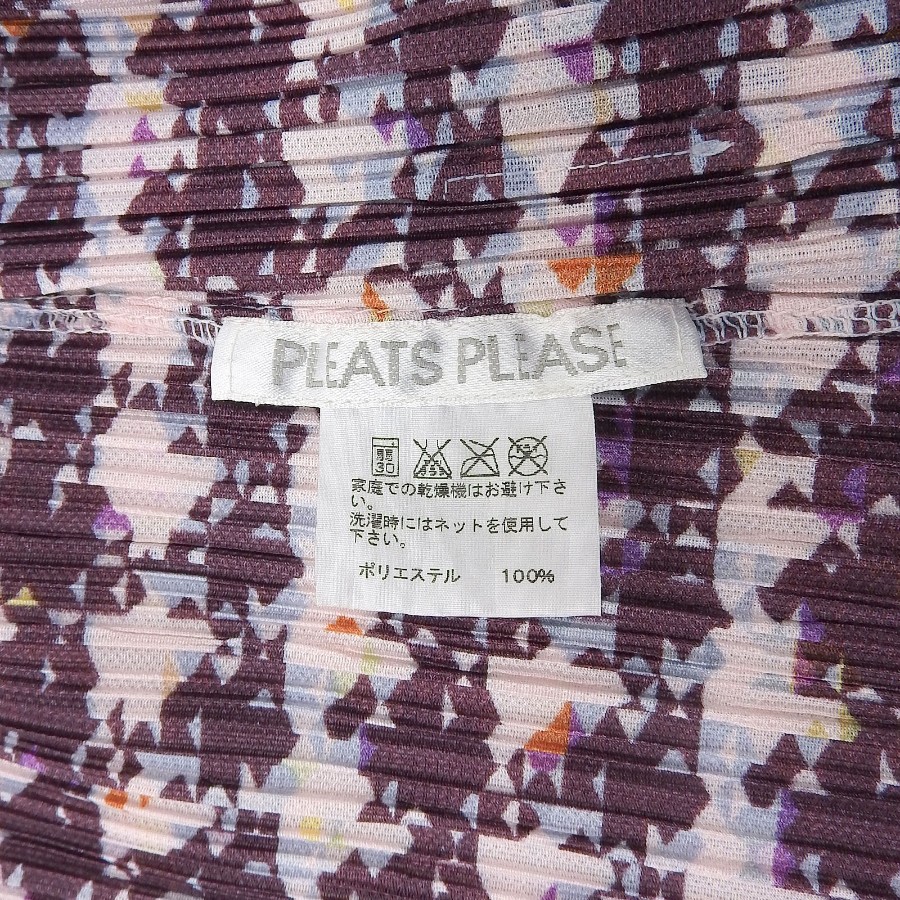 PLEATS PLEASE
30
家庭での乾燥機はお避け下さ
い。
洗濯時にはネットを使用して
下さい。
ポリエステル 100%